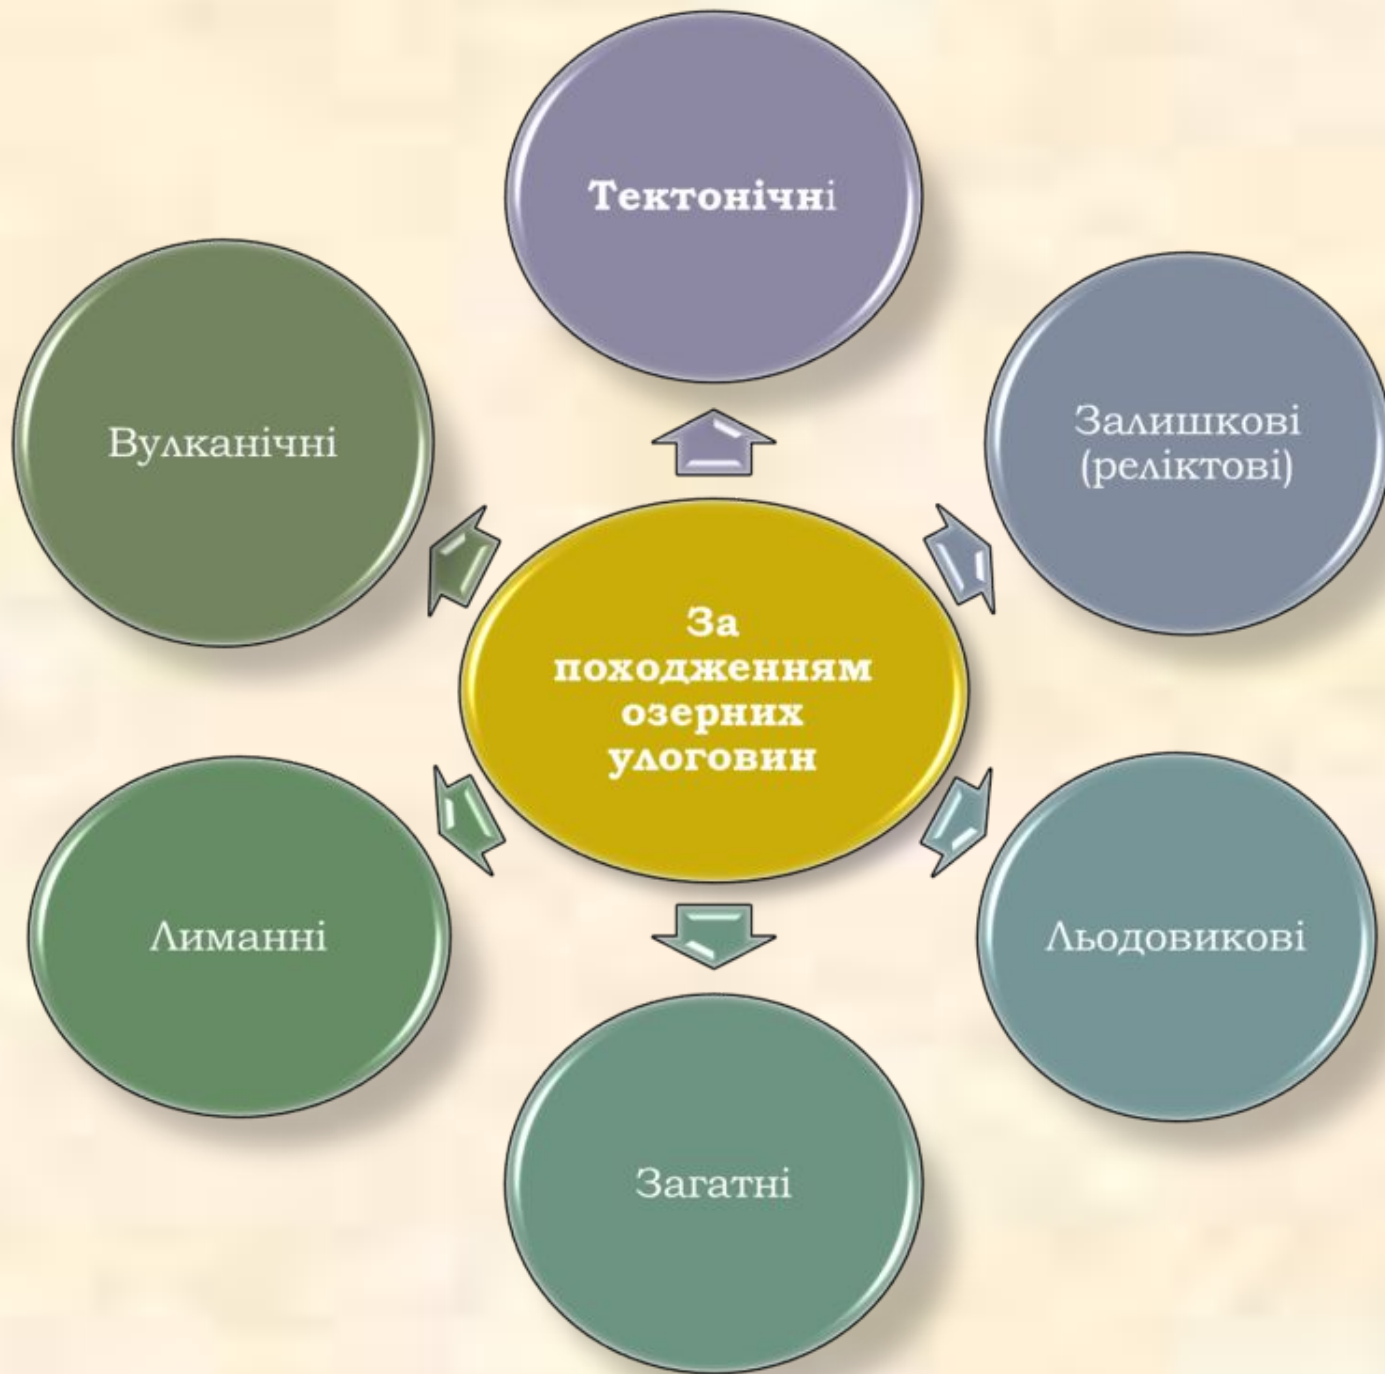 Тектонічні
Вулканічні
Залишкові
(реліктові)
За
походженням
озерних
улоговин
Лиманні
Льодовикові
Загатні